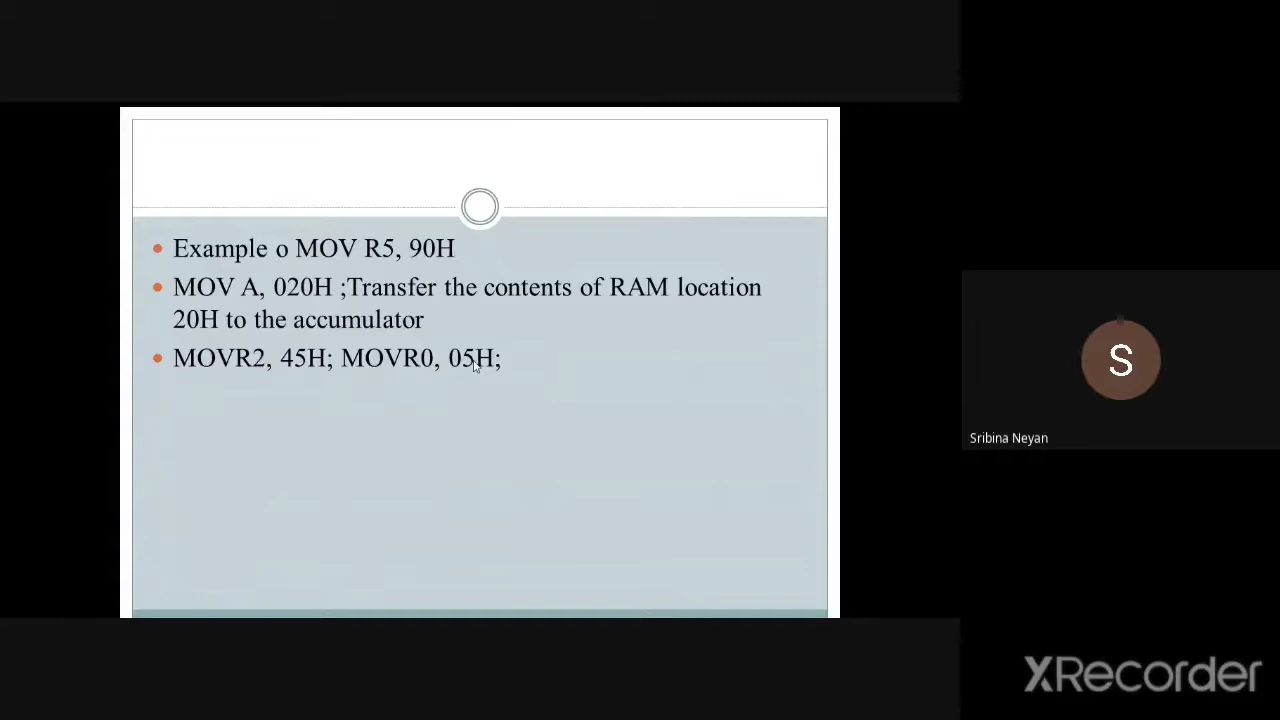 Example o MOV R5, 90H
MOV A, 020H ;Transfer the contents of RAM location
20H to the accumulator
MOVR2, 45H; MOVR0, 05H;
S
Sribina Neyan
XRecorder